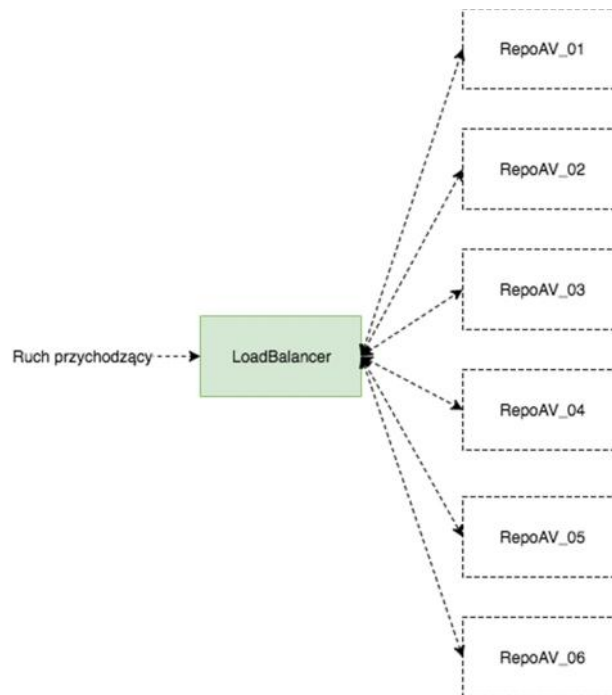 RepoAV_01
RepoAV_02
RepoAV_03
Ruch przychodzący
LoadBalancer
RepoAV_04
RepoAV_05
RepoAV_06